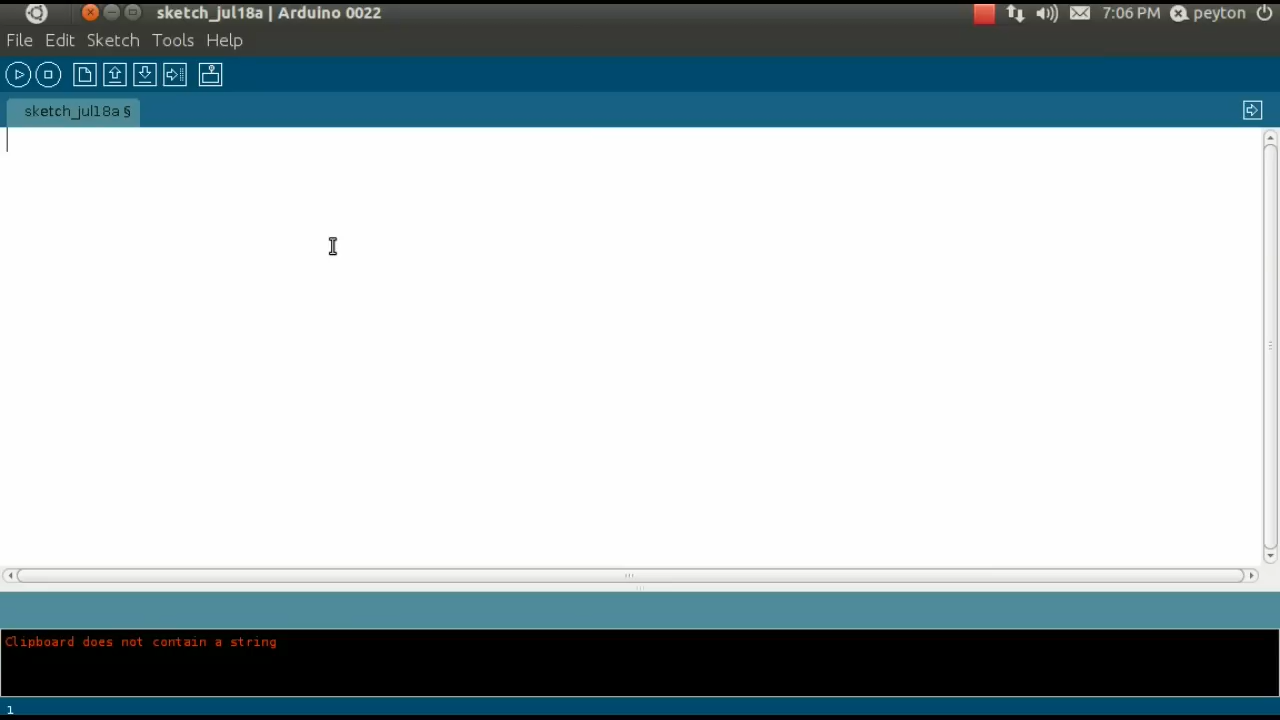 sketch_jul18a | Arduino 0022
7:06 PM
peyton
File Edit Sketch Tools Help
sketch_jul18a §
Clipboard does not contain a string
1